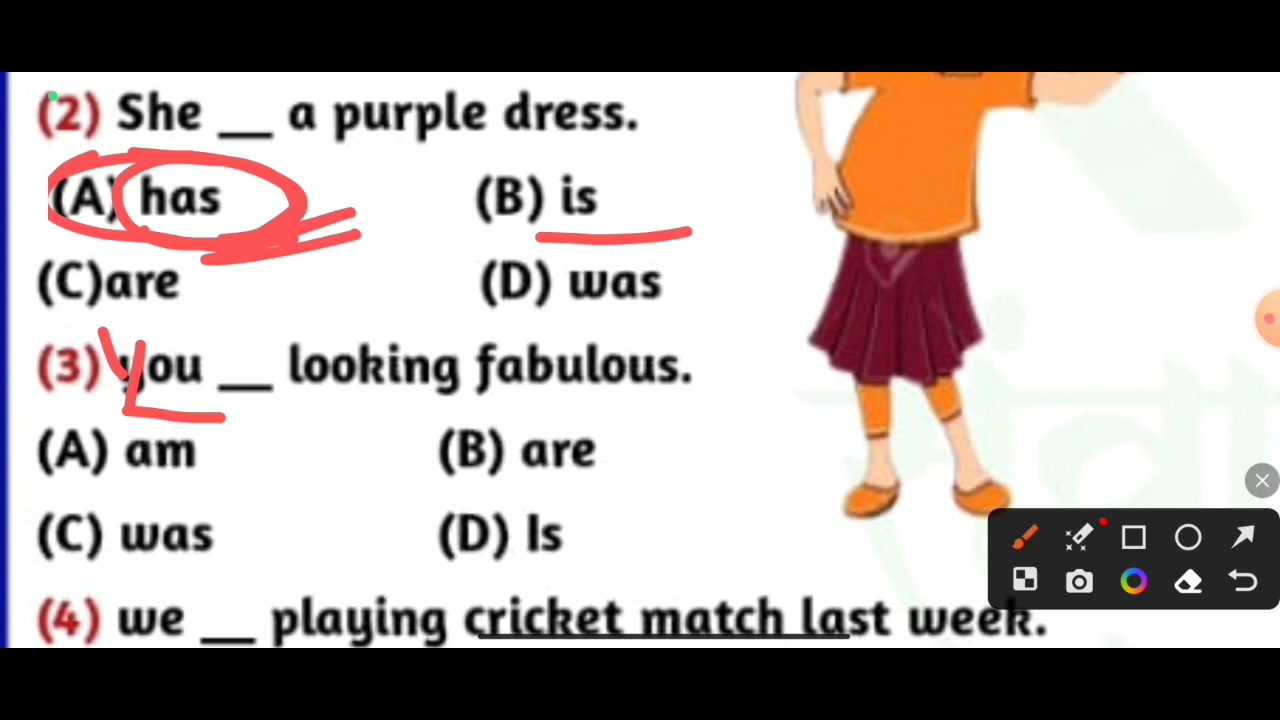 (2) She __ a purple dress.
(A) has (B) is
(C)are (D) was
(3) you __ looking fabulous.
(A) am (B) are
(C) was (D) Is
(4) we __ playing cricket match last week.